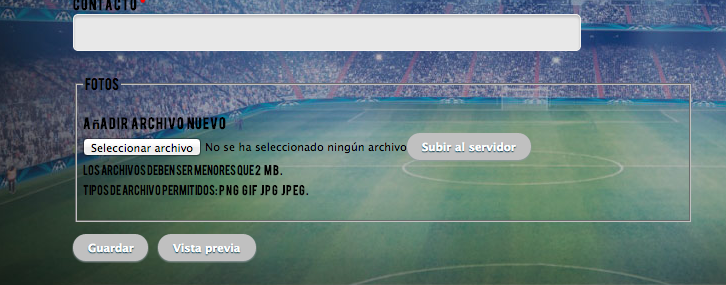 CONTACTO*
FOTOS
AñADIR ARCHIVO NUEVO
Seleccionar archivo No se ha seleccionado ningún archivo Subir al servidor
LOS ARCHIVOS DEBEN SER MENORES QUE 2 MB.
TIPOS DE ARCHIVO PERMITIDOS: PNG GIF JPG JPEG.
Guardar Vista previa